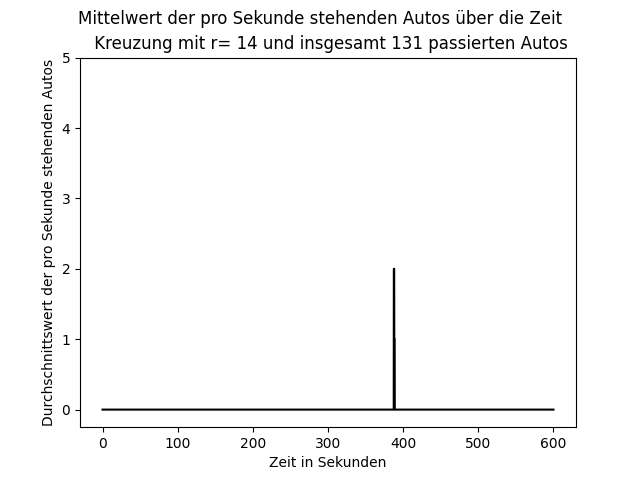 Mittelwert der pro Sekunde stehenden Autos über die Zeit
Kreuzung mit r= 14 und insgesamt 131 passierten Autos
Durchschnittswert der pro Sekunde stehenden Autos
5
4
3
2
1
0
0 100 200 300 400 500 600
Zeit in Sekunden